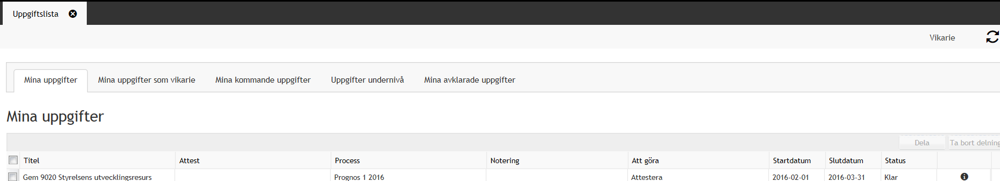 Uppgiftslista
Vikarie
Mina uppgifter Mina uppgifter som vikarie Mina kommande uppgifter Uppgifter undernivå Mina avklarade uppgifter
Mina uppgifter
Dela Ta bort delning
Titel Attest Process Notering Att göra Startdatum Slutdatum Status
Gem 9020 Styrelsens utvecklingsresurs Prognos 1 2016 Attestera 2016-02-01 2016-03-31 Klar